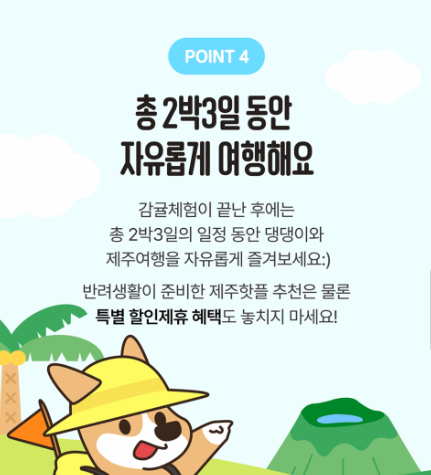 POINT 4
총 2박3일 동안
자유롭게 여행해요
감귤체험이 끝난 후에는
총 2박3일의 일정 동안 댕댕이와
제주여행을 자유롭게 즐겨보세요:)
반려생활이 준비한 제주핫플 추천은 물론
특별 할인제휴 혜택도 놓치지 마세요!